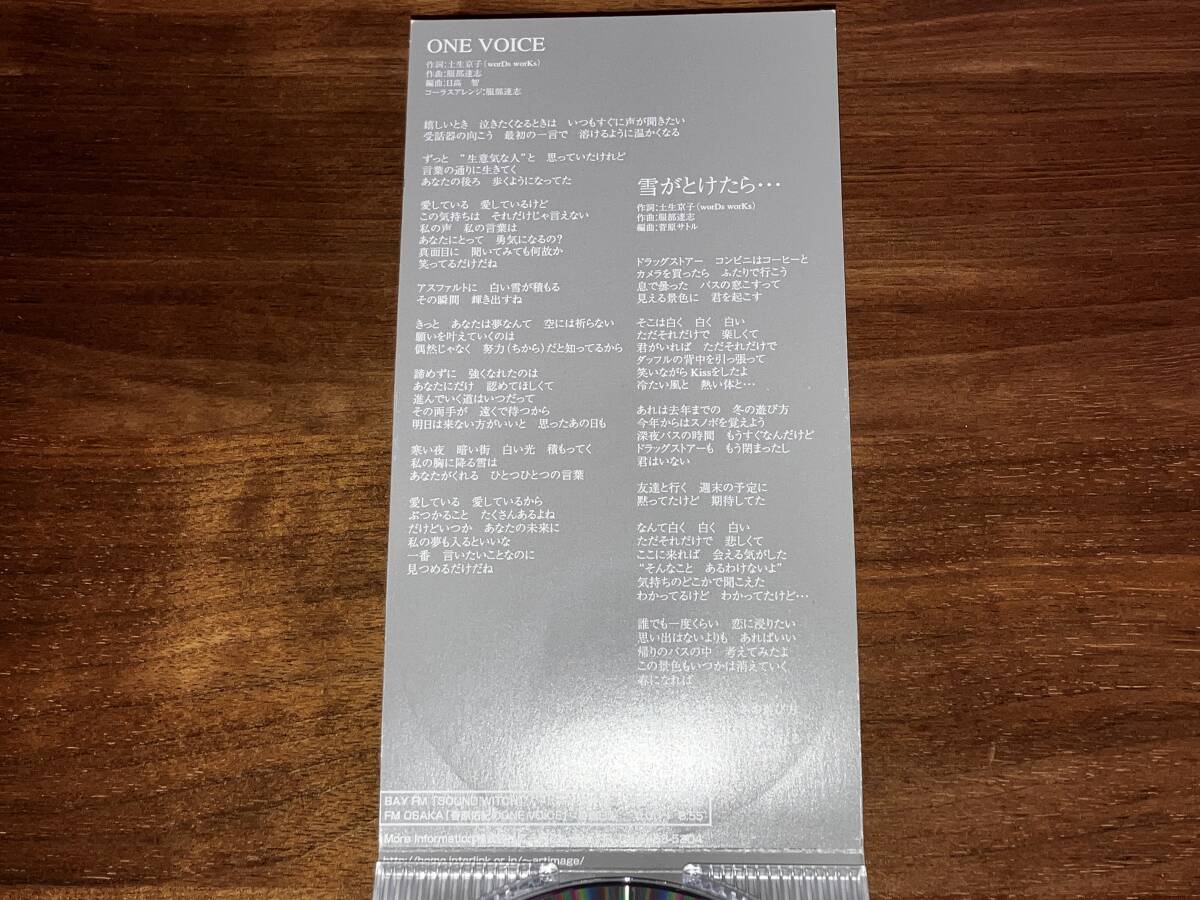 ONE VOICE
作詞：土生京子（worDs worKs）
作曲：服部達志
編曲：日高　智
コーラスアレンジ：服部達志
嬉しいとき　泣きたくなるときは　いつもすぐに声が聞きたい
受話器の向こう　最初の一言で　溶けるように温かくなる
ずっと　“生意気な人”と　思っていたけれど
言葉の通りに生きてく
あなたの後ろ　歩くようになってた
愛している　愛しているけど
この気持ちは　それだけじゃ言えない
私の声　私の言葉は
あなたにとって　勇気になるの？
真面目に　聞いてみても何故か
笑ってるだけだね
アスファルトに　白い雪が積もる
その瞬間　輝き出すね
きっと　あなたは夢なんて　空には祈らない
願いを叶えていくのは
偶然じゃなく　努力（ちから）だと知ってるから
諦めずに　強くなれたのは
あなたにだけ　認めてほしくて
進んでいく道はいつだって
その両手が　遠くで待つから
明日は来ない方がいいと　思ったあの日も
寒い夜　暗い街　白い光　積もってく
私の胸に降る雪は
あなたがくれる　ひとつひとつの言葉
愛している　愛しているから
ぶつかること　たくさんあるよね
だけどいつか　あなたの未来に
私の夢も入るといいな
一番　言いたいことなのに
見つめるだけだね
雪がとけたら…
作詞：土生京子（worDs worKs）
作曲：服部達志
編曲：菅原サトル
ドラッグストアー　コンビニはコーヒーと
カメラを買ったら　ふたりで行こう
息で曇った　バスの窓こすって
見える景色に　君を起こす
そこは白く　白く　白い
ただそれだけで　楽しくて
君がいれば　ただそれだけで
ダッフルの背中を引っ張って
笑いながら Kissをしたよ
冷たい風と　熱い体と…
あれは去年までの　冬の遊び方
今年からはスノボを覚えよう
深夜バスの時間　もうすぐなんだけど
ドラッグストアーも　もう閉まったし
君はいない
友達と行く　週末の予定に
黙ってたけど　期待してた
なんて白く　白く　白い
ただそれだけで　悲しくて
ここに来れば　会える気がした
“そんなこと　あるわけないよ”
気持ちのどこかで聞こえた
わかってるけど　わかってたけど…
誰でも一度くらい　恋に浸りたい
思い出はないよりも　あればいい
帰りのバスの中　考えてみたよ
この景色もいつかは消えていく
春になれば
遊び方
BAY FM「SOUND WITCH」
FM OSAKA「春原佑紀のONE VOICE」 8:55
More Information 5204
http://home.interlink.or.jp/~artimage/